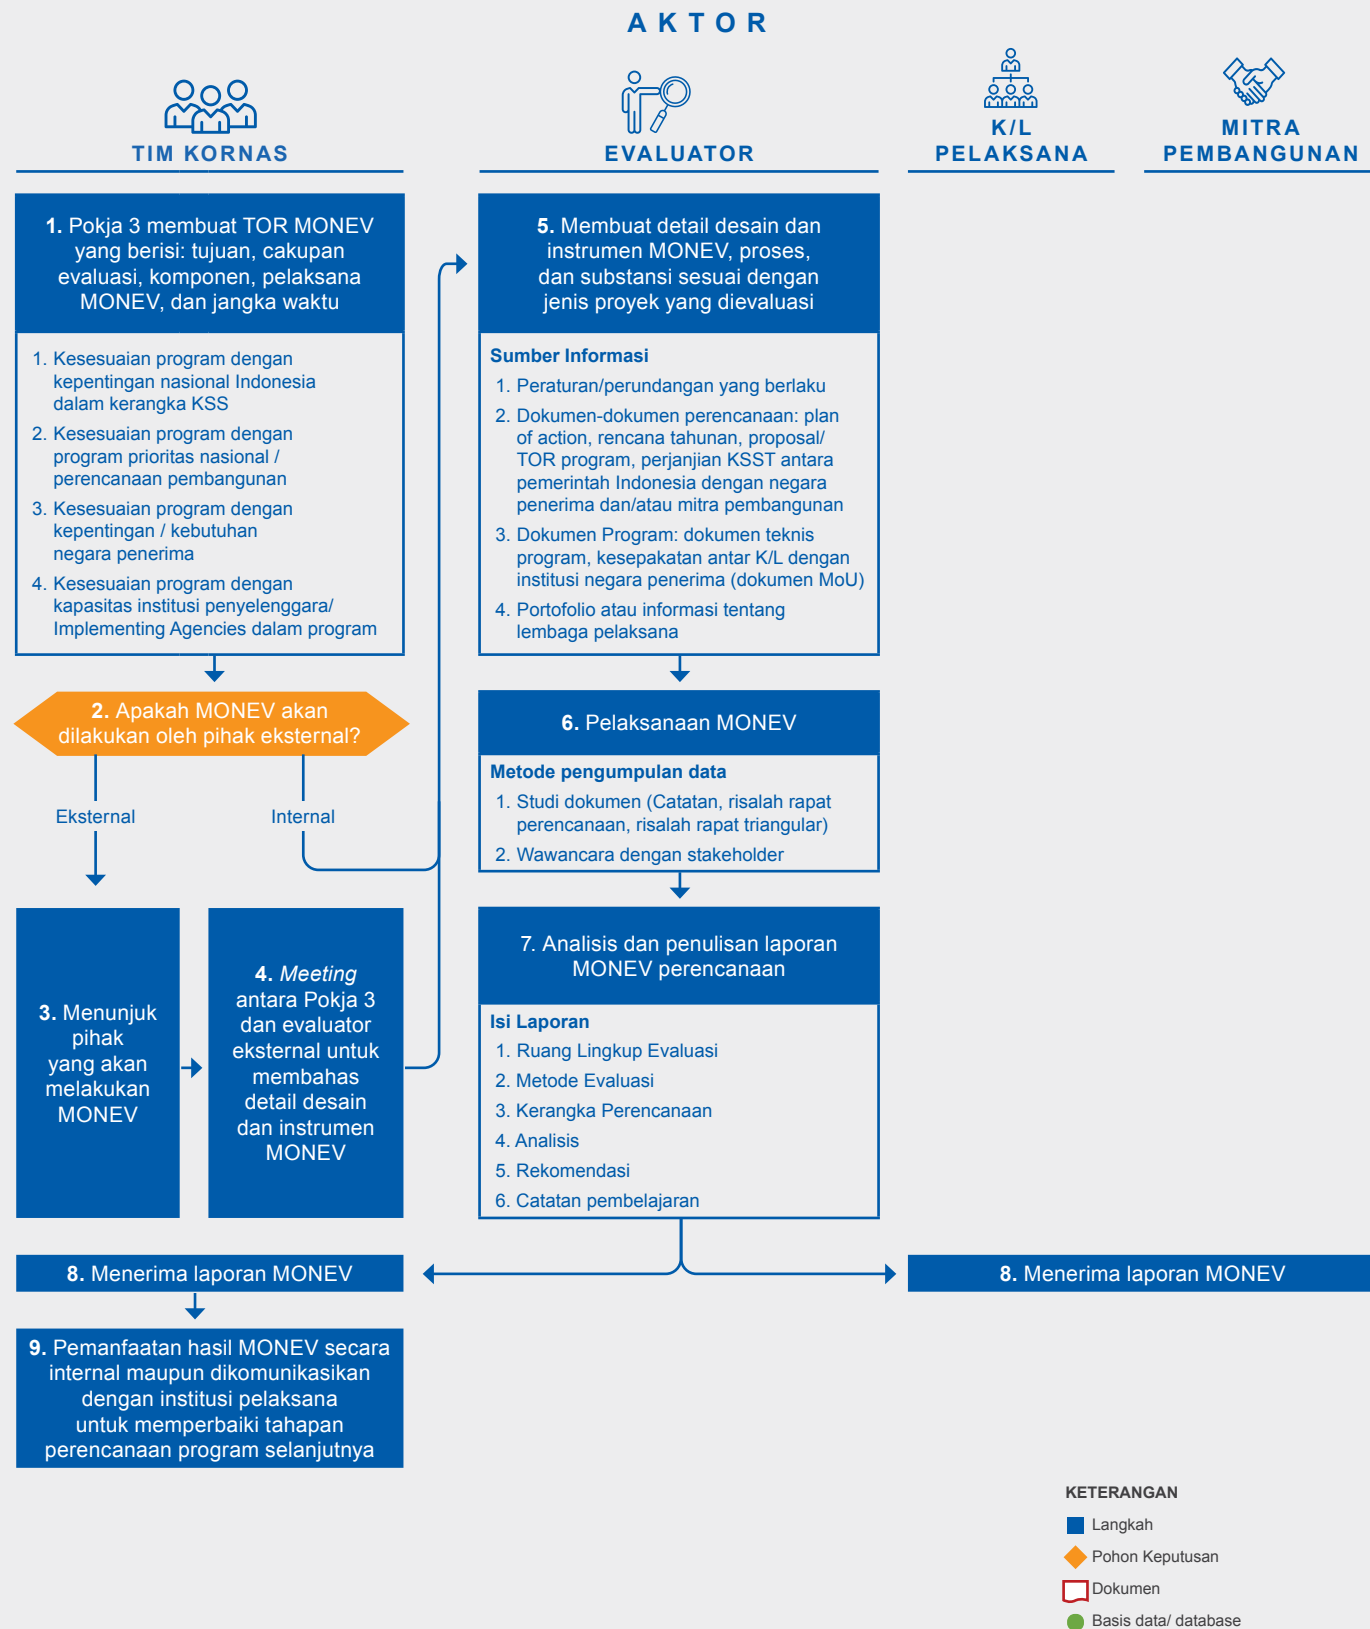 AKTOR
TIM KORNAS
EVALUATOR
K/L
PELAKSANA
MITRA
PEMBANGUNAN
1. Pokja 3 membuat TOR MONEV
yang berisi: tujuan, cakupan
evaluasi, komponen, pelaksana
MONEV, dan jangka waktu
1. Kesesuaian program dengan
kepentingan nasional Indonesia
dalam kerangka KSS
2. Kesesuaian program dengan
program prioritas nasional /
perencanaan pembangunan
3. Kesesuaian program dengan
kepentingan / kebutuhan
negara penerima
4. Kesesuaian program dengan
kapasitas institusi penyelenggara/
Implementing Agencies dalam program
2. Apakah MONEV akan
dilakukan oleh pihak eksternal?
Eksternal
Internal
3. Menunjuk
pihak
yang akan
melakukan
MONEV
4. Meeting
antara Pokja 3
dan evaluator
eksternal untuk
membahas
detail desain
dan instrumen
MONEV
5. Membuat detail desain dan
instrumen MONEV, proses,
dan substansi sesuai dengan
jenis proyek yang dievaluasi
Sumber Informasi
1. Peraturan/perundangan yang berlaku
2. Dokumen-dokumen perencanaan: plan
of action, rencana tahunan, proposal/
TOR program, perjanjian KSST antara
pemerintah Indonesia dengan negara
penerima dan/atau mitra pembangunan
3. Dokumen Program: dokumen teknis
program, kesepakatan antar K/L dengan
institusi negara penerima (dokumen MoU)
4. Portofolio atau informasi tentang
lembaga pelaksana
6. Pelaksanaan MONEV
Metode pengumpulan data
1. Studi dokumen (Catatan, risalah rapat
perencanaan, risalah rapat triangular)
2. Wawancara dengan stakeholder
7. Analisis dan penulisan laporan
MONEV perencanaan
Isi Laporan
1. Ruang Lingkup Evaluasi
2. Metode Evaluasi
3. Kerangka Perencanaan
4. Analisis
5. Rekomendasi
6. Catatan pembelajaran
8. Menerima laporan MONEV
8. Menerima laporan MONEV
9. Pemanfaatan hasil MONEV secara
internal maupun dikomunikasikan
dengan institusi pelaksana
untuk memperbaiki tahapan
perencanaan program selanjutnya
KETERANGAN
Langkah
Pohon Keputusan
Dokumen
Basis data/ database